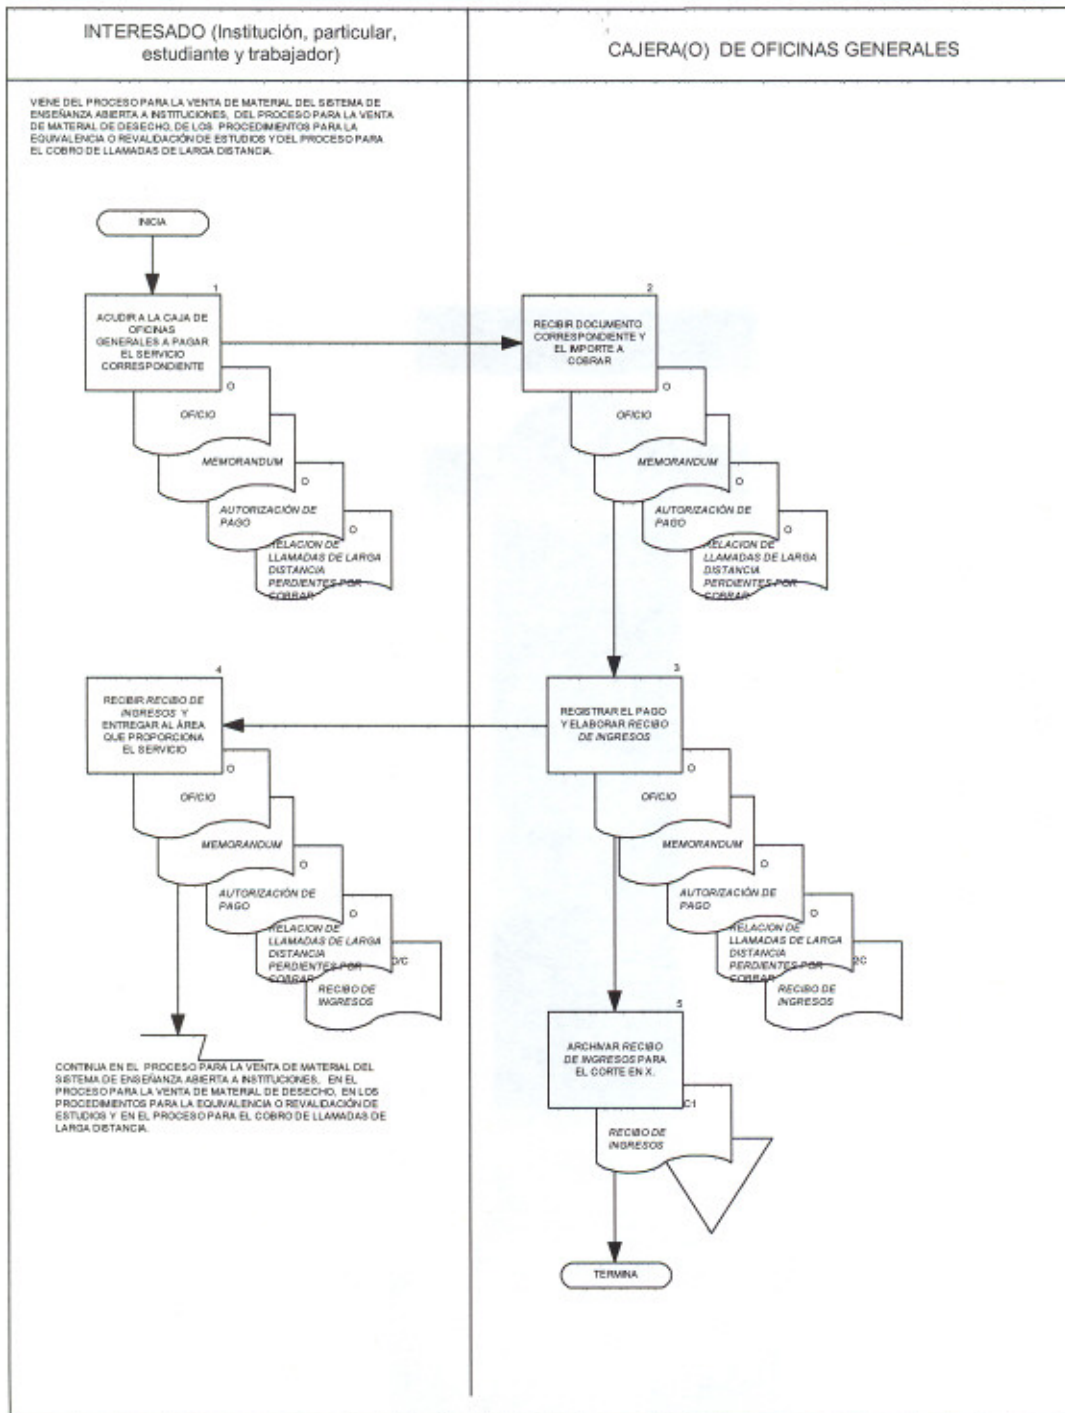 INTERESADO (Institución, particular,
estudiante y trabajador)
CAJERA(O) DE OFICINAS GENERALES
VIENE DEL PROCESO PARA LA VENTA DE MATERIAL DEL SISTEMA DE
ENSEÑANZA ABIERTA A INSTITUCIONES, DEL PROCESO PARA LA VENTA
DE MATERIAL DE DESECHO, DE LOS PROCEDIMIENTOS PARA LA
EQUIVALENCIA O REVALIDACIÓN DE ESTUDIOS Y DEL PROCESO PARA
EL COBRO DE LLAMADAS DE LARGA DISTANCIA.
INICIA
1
ACUDIR A LA CAJA DE
OFICINAS
GENERALES A PAGAR
EL SERVICIO
CORRESPONDIENTE
O
OFICIO
MEMORANDUM
O
AUTORIZACIÓN DE
PAGO
O
RELACION DE
LLAMADAS DE LARGA
DISTANCIA
PERDIENTES POR
COBRAR
2
RECIBIR DOCUMENTO
CORRESPONDIENTE Y
EL IMPORTE A
COBRAR
O
OFICIO
MEMORANDUM
O
AUTORIZACIÓN DE
PAGO
O
RELACION DE
LLAMADAS DE LARGA
DISTANCIA
PERDIENTES POR
COBRAR
3
REGISTRAR EL PAGO
Y ELABORAR RECIBO
DE INGRESOS
O
OFICIO
MEMORANDUM
O
AUTORIZACIÓN DE
PAGO
O
RELACION DE
LLAMADAS DE LARGA
DISTANCIA
PERDIENTES POR
COBRAR
2C
RECIBO DE
INGRESOS
4
RECIBIR RECIBO DE
INGRESOS Y
ENTREGAR AL ÁREA
QUE PROPORCIONA
EL SERVICIO
O
OFICIO
MEMORANDUM
O
AUTORIZACIÓN DE
PAGO
O
RELACION DE
LLAMADAS DE LARGA
DISTANCIA
PERDIENTES POR
COBRAR
O/C
RECIBO DE
INGRESOS
CONTINUA EN EL PROCESO PARA LA VENTA DE MATERIAL DEL
SISTEMA DE ENSEÑANZA ABIERTA A INSTITUCIONES, EN EL
PROCESO PARA LA VENTA DE MATERIAL DE DESECHO, EN LOS
PROCEDIMIENTOS PARA LA EQUIVALENCIA O REVALIDACIÓN DE
ESTUDIOS Y EN EL PROCESO PARA EL COBRO DE LLAMADAS DE
LARGA DISTANCIA.
5
ARCHIVAR RECIBO
DE INGRESOS PARA
EL CORTE EN X.
C1
RECIBO DE
INGRESOS
TERMINA